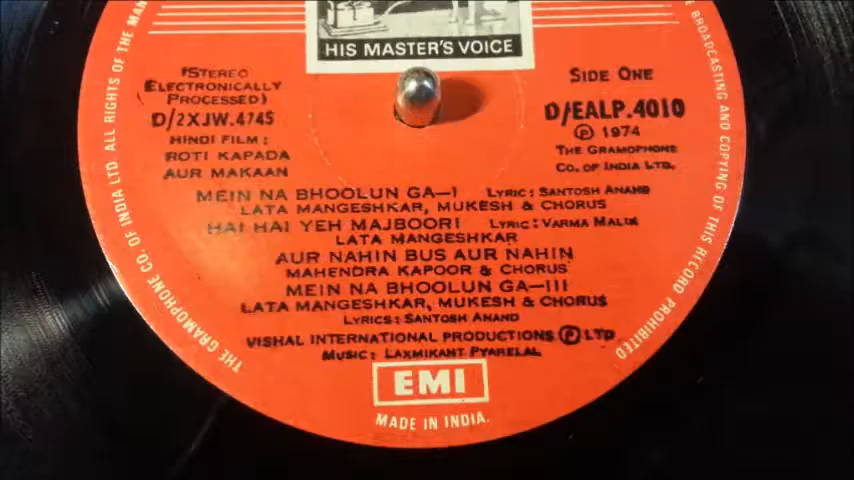 HIS MASTER'S VOICE
(STEREO
ELECTRONICALLY
PROCESSED)
D/2XJW.4745
HINDI FILM:
ROTI KAPADA
AUR MAKAAN
SIDE ONE
D/EALP.4010
Ⓟ 1974
THE GRAMOPHONE
CO. OF INDIA LTD.
MEIN NA BHOOLUN GA—I LYRIC: SANTOSH ANAND
LATA MANGESHKAR, MUKESH & CHORUS
HAI HAI YEH MAJBOORI LYRIC: VARMA MALIK
LATA MANGESHKAR
AUR NAHIN BUS AUR NAHIN
MAHENDRA KAPOOR & CHORUS
MEIN NA BHOOLUN GA—III
LATA MANGESHKAR, MUKESH & CHORUS
LYRICS: SANTOSH ANAND
VISHAL INTERNATIONAL PRODUCTIONS Ⓟ LTD
MUSIC: LAXMIKANT PYARELAL
EMI
MADE IN INDIA.
THE GRAMOPHONE CO. OF INDIA LTD. ALL RIGHTS OF THE
BROADCASTING AND COPYING OF THIS RECORD PROHIBITED